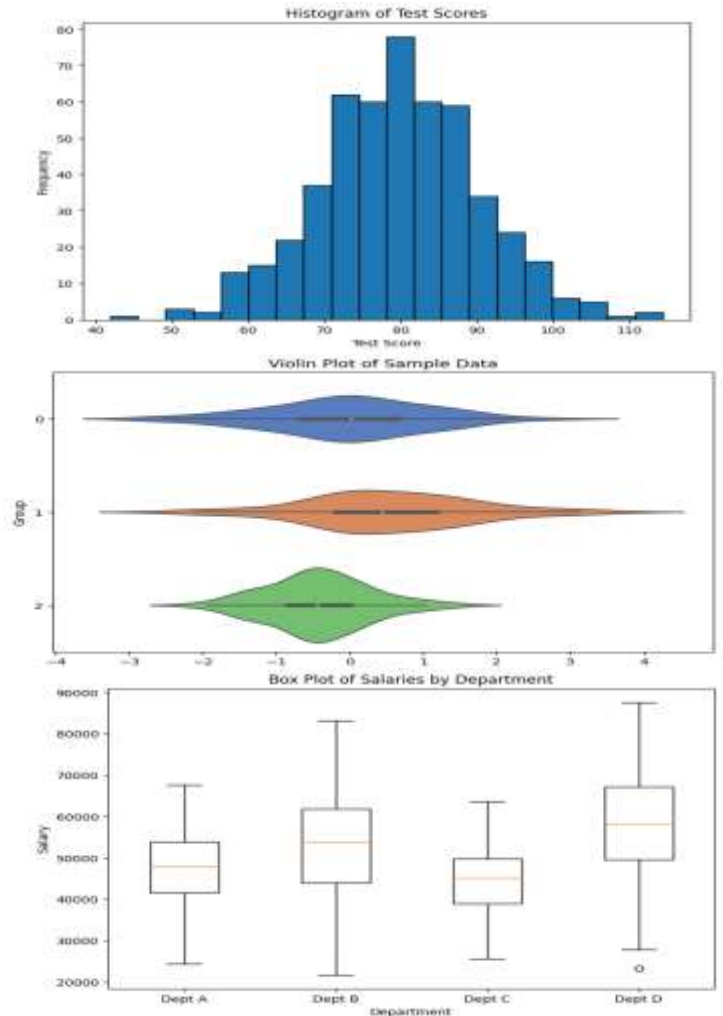 Histogram of Test Scores
80
70
60
50
40
30
20
10
0
Frequency
40 50 60 70 80 90 100 110
Test Score
Violin Plot of Sample Data
0
1
2
Group
−4 −3 −2 −1 0 1 2 3 4
Box Plot of Salaries by Department
90000
80000
70000
60000
50000
40000
30000
20000
Salary
Dept A Dept B Dept C Dept D
Department